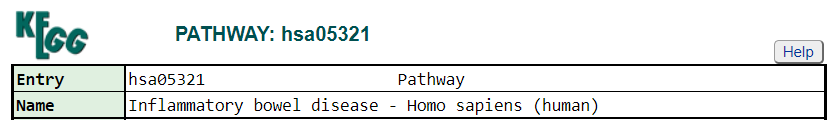 KEGG
PATHWAY: hsa05321
Help
Entry hsa05321 Pathway
Name Inflammatory bowel disease - Homo sapiens (human)